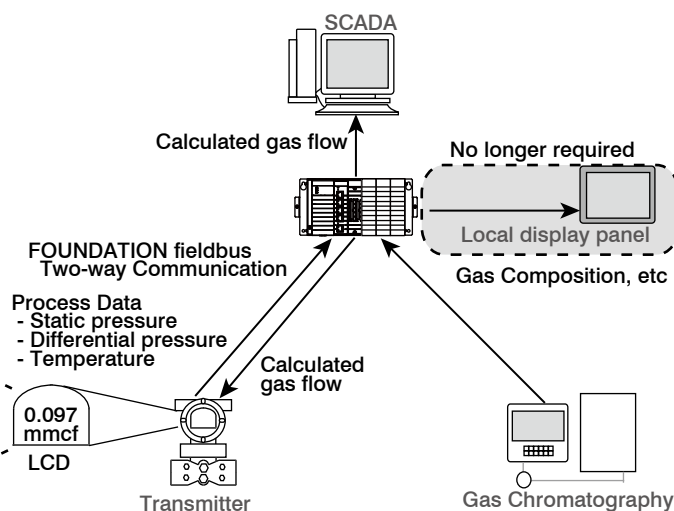 SCADA
Calculated gas flow
No longer required
Local display panel
Gas Composition, etc
FOUNDATION fieldbus
Two-way Communication
Process Data
- Static pressure
- Differential pressure
- Temperature
Calculated
gas flow
0.097
mmcf
LCD
Transmitter
Gas Chromatography